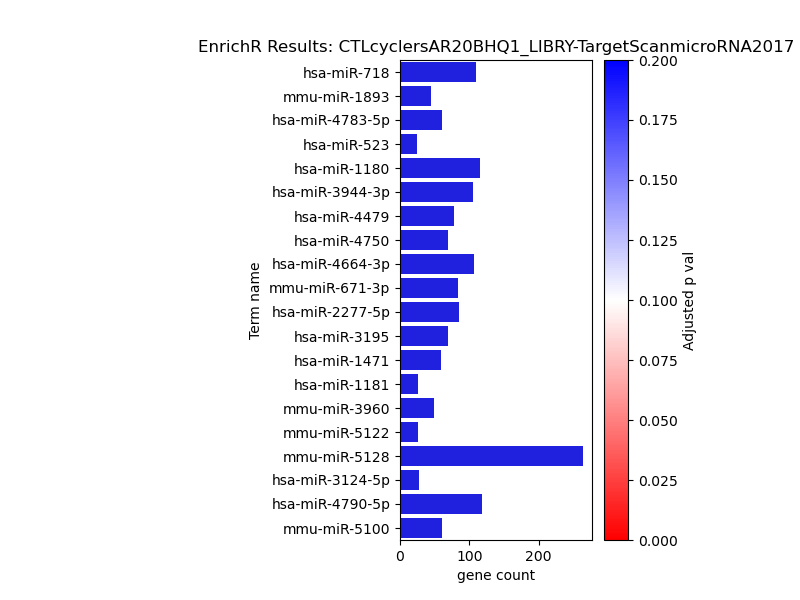 EnrichR Results: CTLcyclersAR20BHQ1_LIBRY-TargetScanmicroRNA2017
hsa-miR-718
mmu-miR-1893
hsa-miR-4783-5p
hsa-miR-523
hsa-miR-1180
hsa-miR-3944-3p
hsa-miR-4479
hsa-miR-4750
hsa-miR-4664-3p
mmu-miR-671-3p
hsa-miR-2277-5p
hsa-miR-3195
hsa-miR-1471
hsa-miR-1181
mmu-miR-3960
mmu-miR-5122
mmu-miR-5128
hsa-miR-3124-5p
hsa-miR-4790-5p
mmu-miR-5100
Term name
0 100 200
gene count
0.200
0.175
0.150
0.125
0.100
0.075
0.050
0.025
0.000
Adjusted p val